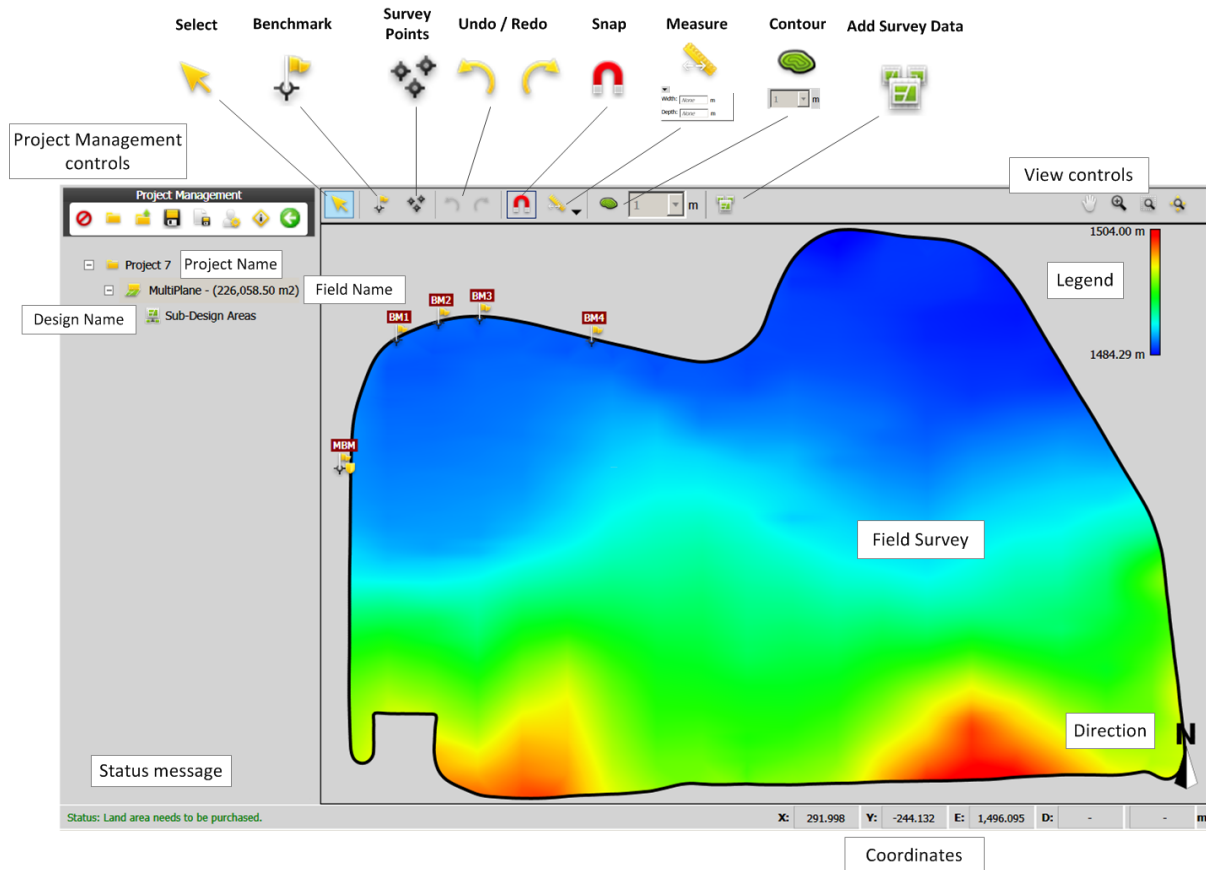 Select
Benchmark
Survey
Points
Undo / Redo
Snap
Measure
Contour
Add Survey Data
Width: None m
Depth: None m
1 m
Project Management
controls
View controls
Project Management
1 m
Project 7
Project Name
MultiPlane - (226,058.50 m2)
Field Name
Design Name
Sub-Design Areas
1504.00 m
Legend
1484.29 m
BM1
BM2
BM3
BM4
MBM
Field Survey
Direction
N
Status message
Status: Land area needs to be purchased.
X: 291.998 Y: -244.132 E: 1,496.095 D: - - m
Coordinates